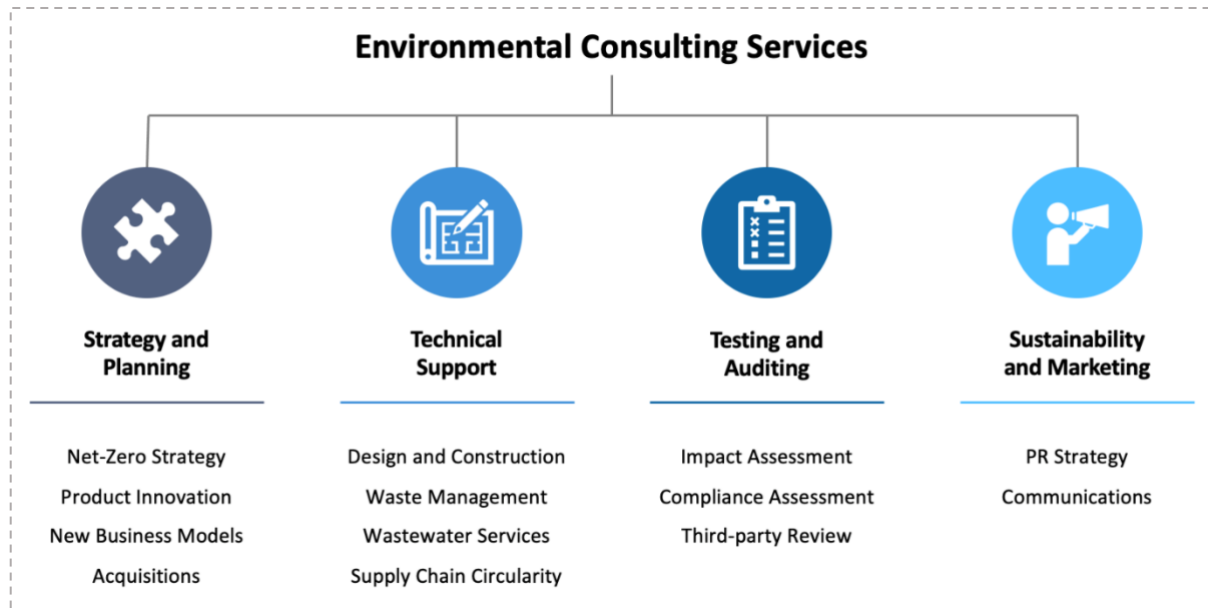 Environmental Consulting Services
Strategy and
Planning
Net-Zero Strategy
Product Innovation
New Business Models
Acquisitions
Technical
Support
Design and Construction
Waste Management
Wastewater Services
Supply Chain Circularity
Testing and
Auditing
Impact Assessment
Compliance Assessment
Third-party Review
Sustainability
and Marketing
PR Strategy
Communications